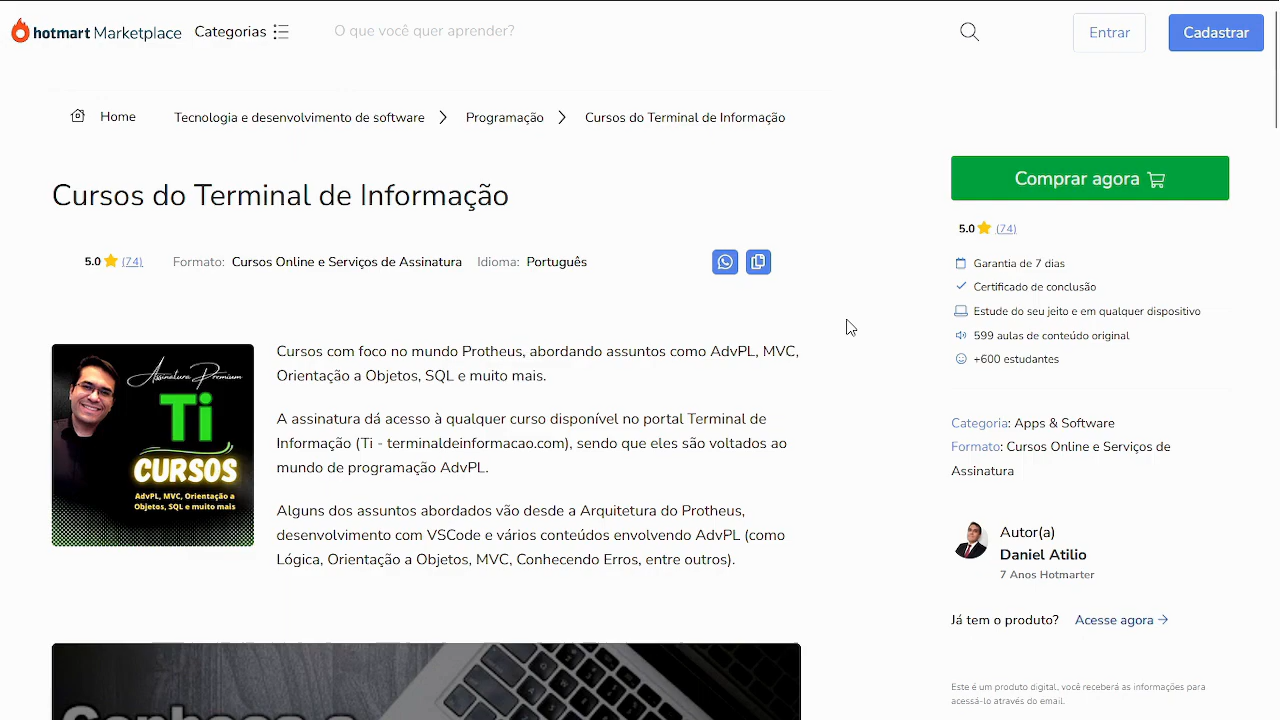 hotmart Marketplace Categorias O que você quer aprender? Entrar Cadastrar
Home Tecnologia e desenvolvimento de software Programação Cursos do Terminal de Informação
Cursos do Terminal de Informação
5.0 (74) Formato: Cursos Online e Serviços de Assinatura Idioma: Português
Assinatura Premium
Ti
CURSOS
AdvPL, MVC, Orientação a
Objetos, SQL e muito mais
Cursos com foco no mundo Protheus, abordando assuntos como AdvPL, MVC,
Orientação a Objetos, SQL e muito mais.
A assinatura dá acesso à qualquer curso disponível no portal Terminal de
Informação (Ti - terminaldeinformacao.com), sendo que eles são voltados ao
mundo de programação AdvPL.
Alguns dos assuntos abordados vão desde a Arquitetura do Protheus,
desenvolvimento com VSCode e vários conteúdos envolvendo AdvPL (como
Lógica, Orientação a Objetos, MVC, Conhecendo Erros, entre outros).
Comprar agora
5.0 (74)
Garantia de 7 dias
Certificado de conclusão
Estude do seu jeito e em qualquer dispositivo
599 aulas de conteúdo original
+600 estudantes
Categoria: Apps & Software
Formato: Cursos Online e Serviços de
Assinatura
Autor(a)
Daniel Atilio
7 Anos Hotmarter
Já tem o produto? Acesse agora
Este é um produto digital, você receberá as informações para
acessá-lo através do email.